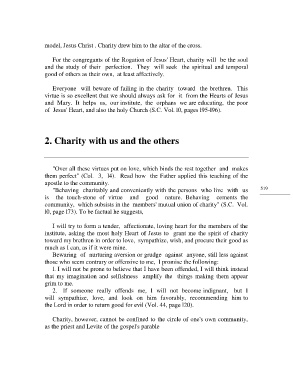 model, Jesus Christ . Charity drew him to the altar of the cross.
For the congregants of the Rogation of Jesus' Heart, charity will be the soul
and the study of their perfection. They will seek the spiritual and temporal
good of others as their own, at least affectively.
Everyone will beware of failing in the charity toward the brethren. This
virtue is so excellent that we should always ask for it from the Hearts of Jesus
and Mary. It helps us, our institute, the orphans we are educating, the poor
of Jesus' Heart, and also the holy Church (S.C. Vol. 10, pages 195-196).
2. Charity with us and the others
"Over all these virtues put on love, which binds the rest together and makes
them perfect" (Col. 3, 14). Read how the Father applied this teaching of the
apostle to the community.
"Behaving charitably and conveniently with the persons who live with us
is the touch-stone of virtue and good nature. Behaving cements the
community, which subsists in the members' mutual union of charity" (S.C. Vol.
10, page 173). To be factual he suggests,
510
I will try to form a tender, affectionate, loving heart for the members of the
institute, asking the most holy Heart of Jesus to grant me the spirit of charity
toward my brethren in order to love, sympathize, wish, and procure their good as
much as I can, as if it were mine.
Bewaring of nurturing aversion or grudge against anyone, still less against
those who seem contrary or offensive to me, I promise the following:
1. I will not be prone to believe that I have been offended, I will think instead
that my imagination and selfishness amplify the things making them appear
grim to me.
2. If someone really offends me, I will not become indignant, but I
will sympathize, love, and look on him favorably, recommending him to
the Lord in order to return good for evil (Vol. 44, page 120).
Charity, however, cannot be confined to the circle of one's own community,
as the priest and Levite of the gospel's parable